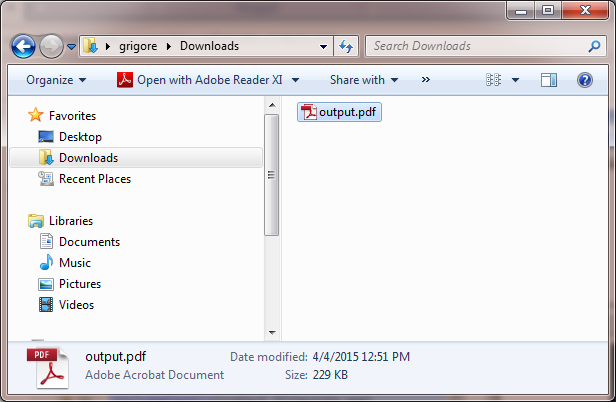 grigore Downloads
Search Downloads
Organize Open with Adobe Reader XI Share with »
Favorites
Desktop
Downloads
Recent Places
Libraries
Documents
Music
Pictures
Videos
output.pdf
PDF
output.pdf Date modified: 4/4/2015 12:51 PM
Adobe Acrobat Document Size: 229 KB